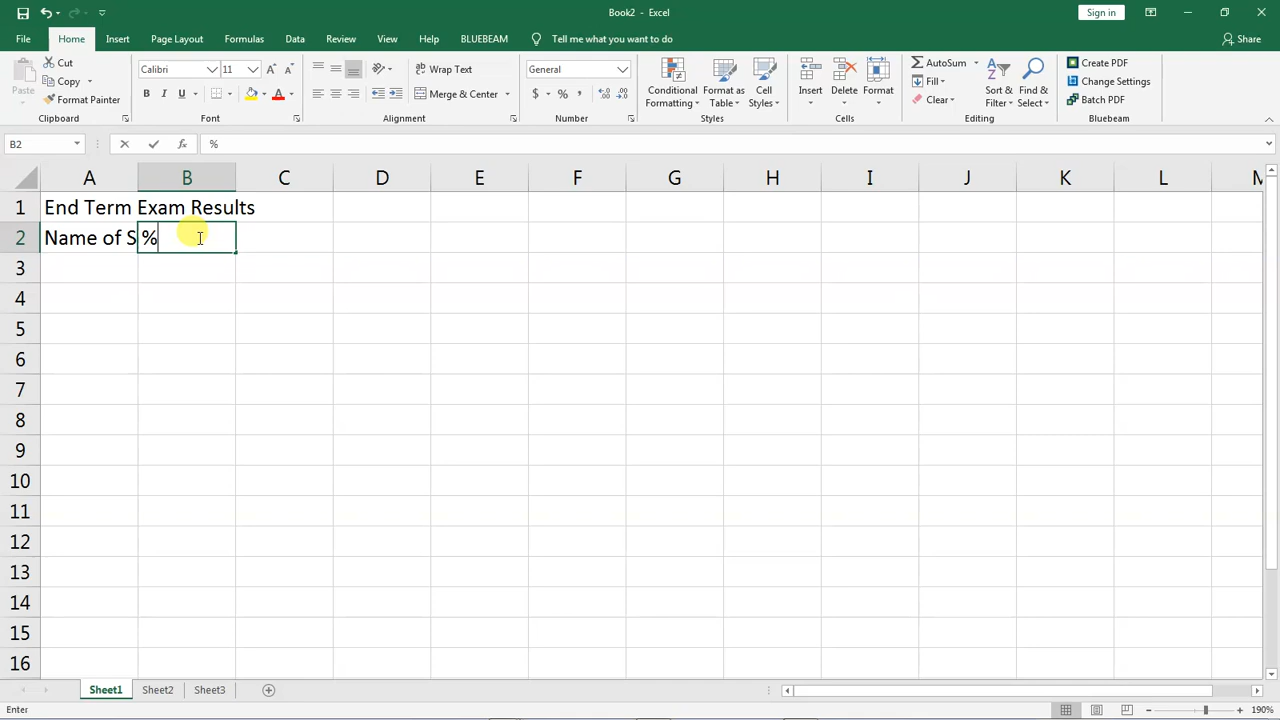 Book2 - Excel
Sign in
File Home Insert Page Layout Formulas Data Review View Help BLUEBEAM Tell me what you want to do Share
Paste
Cut
Copy
Format Painter
Clipboard
Calibri 11
B I U
Font
Wrap Text
Merge & Center
Alignment
General
$ % ,
Number
Conditional Formatting
Format as Table
Cell Styles
Styles
Insert
Delete
Format
Cells
AutoSum
Fill
Clear
Sort & Filter
Find & Select
Editing
Create PDF
Change Settings
Batch PDF
Bluebeam
B2 fx %
A B C D E F G H I J K L M
1 End Term Exam Results
2 Name of S %
3
4
5
6
7
8
9
10
11
12
13
14
15
16
Sheet1 Sheet2 Sheet3
Enter 190%